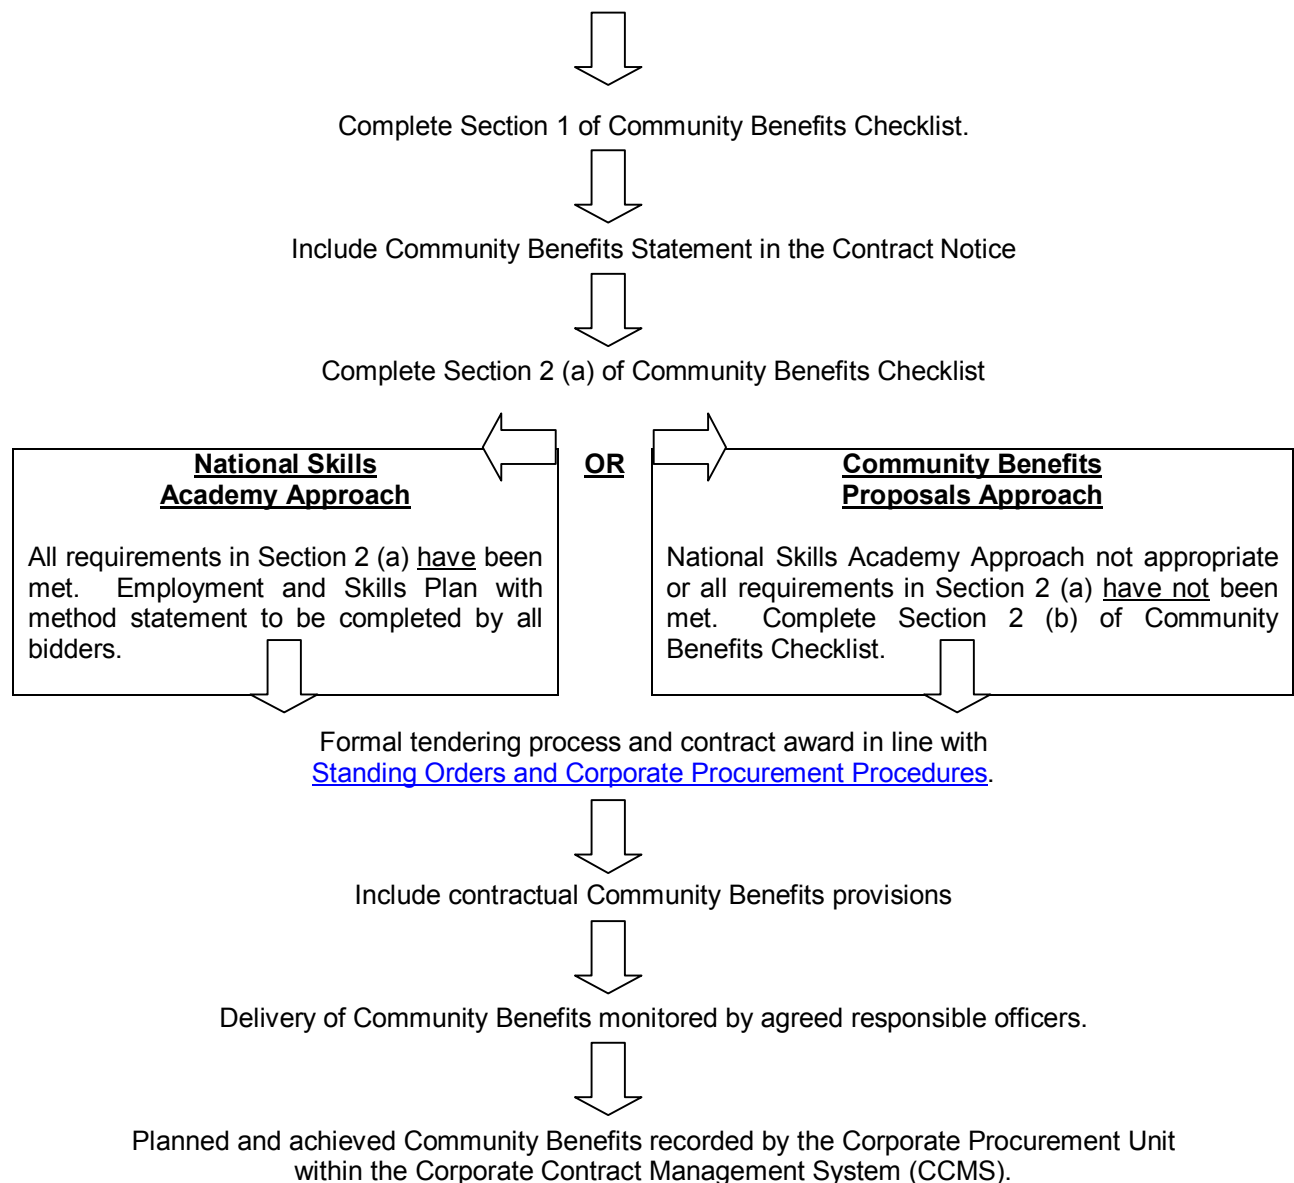 Complete Section 1 of Community Benefits Checklist.
Include Community Benefits Statement in the Contract Notice
Complete Section 2 (a) of Community Benefits Checklist
National Skills
Academy Approach
All requirements in Section 2 (a) have been
met. Employment and Skills Plan with
method statement to be completed by all
bidders.
OR
Community Benefits
Proposals Approach
National Skills Academy Approach not appropriate
or all requirements in Section 2 (a) have not been
met. Complete Section 2 (b) of Community
Benefits Checklist.
Formal tendering process and contract award in line with
Standing Orders and Corporate Procurement Procedures.
Include contractual Community Benefits provisions
Delivery of Community Benefits monitored by agreed responsible officers.
Planned and achieved Community Benefits recorded by the Corporate Procurement Unit
within the Corporate Contract Management System (CCMS).